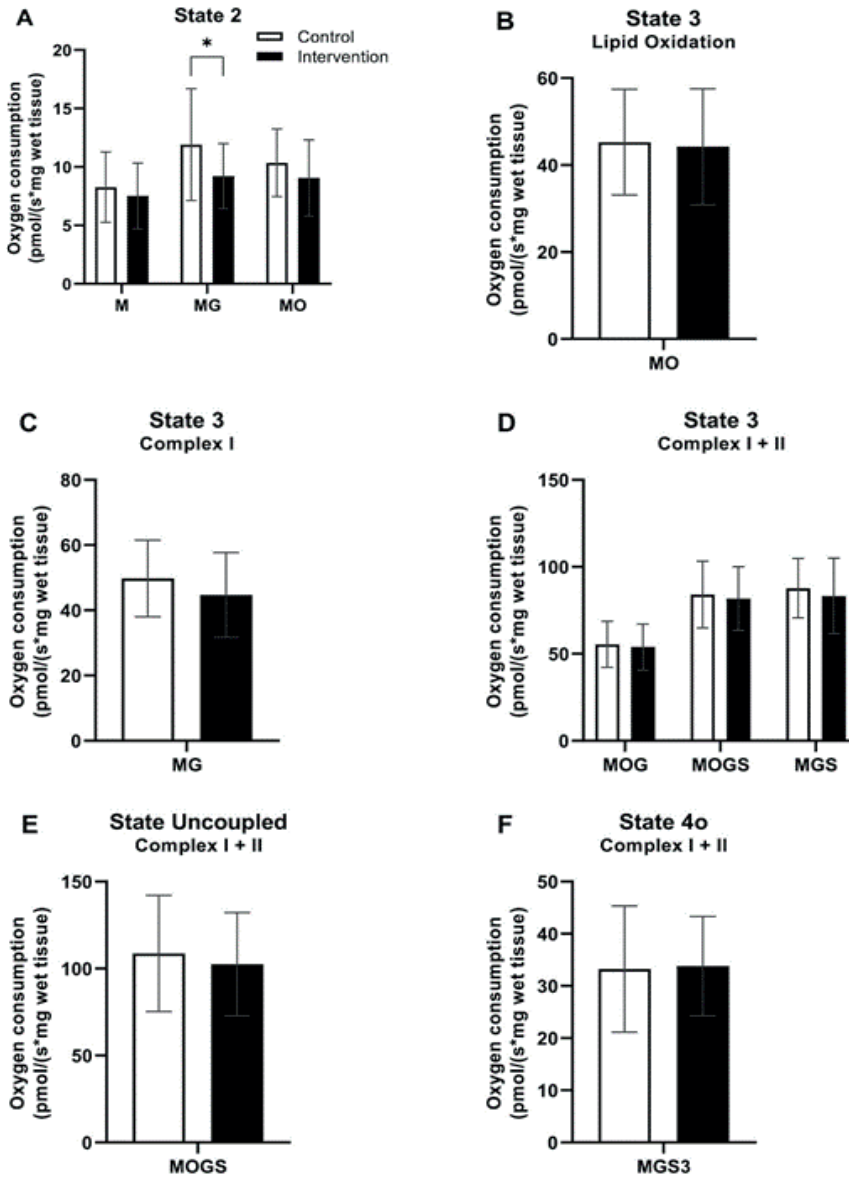 A
State 2
Control
Intervention
*
Oxygen consumption
(pmol/(s*mg wet tissue)
20
15
10
5
0
M MG MO
B
State 3
Lipid Oxidation
Oxygen consumption
(pmol/(s*mg wet tissue)
60
40
20
0
MO
C
State 3
Complex I
Oxygen consumption
(pmol/(s*mg wet tissue)
80
60
40
20
0
MG
D
State 3
Complex I + II
Oxygen consumption
(pmol/(s*mg wet tissue)
150
100
50
0
MOG MOGS MGS
E
State Uncoupled
Complex I + II
Oxygen consumption
(pmol/(s*mg wet tissue)
150
100
50
0
MOGS
F
State 4o
Complex I + II
Oxygen consumption
(pmol/(s*mg wet tissue)
50
40
30
20
10
0
MGS3